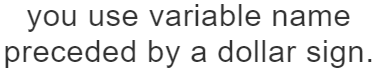 you use variable name
preceded by a dollar sign.